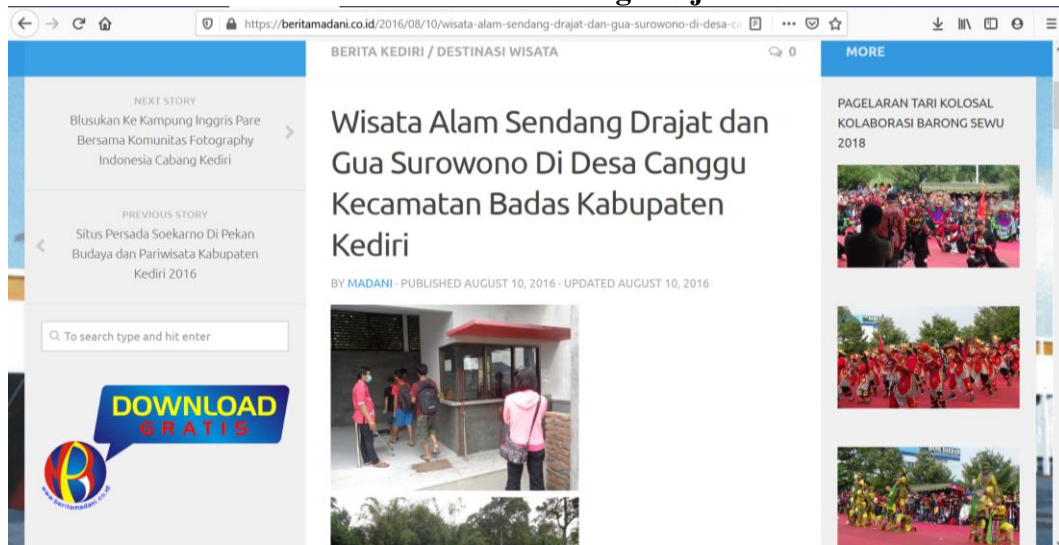 https://beritamadani.co.id/2016/08/10/wisata-alam-sendang-drajat-dan-gua-surowono-di-desa-ca
BERITA KEDIRI / DESTINASI WISATA
0
NEXT STORY
Blusukan Ke Kampung Inggris Pare
Bersama Komunitas Fotography
Indonesia Cabang Kediri
PREVIOUS STORY
Situs Persada Soekarno Di Pekan
Budaya dan Pariwisata Kabupaten
Kediri 2016
To search type and hit enter
DOWNLOAD
GRATIS
www.beritamadani.co.id
Wisata Alam Sendang Drajat dan
Gua Surowono Di Desa Canggu
Kecamatan Badas Kabupaten
Kediri
BY MADANI · PUBLISHED AUGUST 10, 2016 · UPDATED AUGUST 10, 2016
MORE
PAGELARAN TARI KOLOSAL
KOLABORASI BARONG SEWU
2018